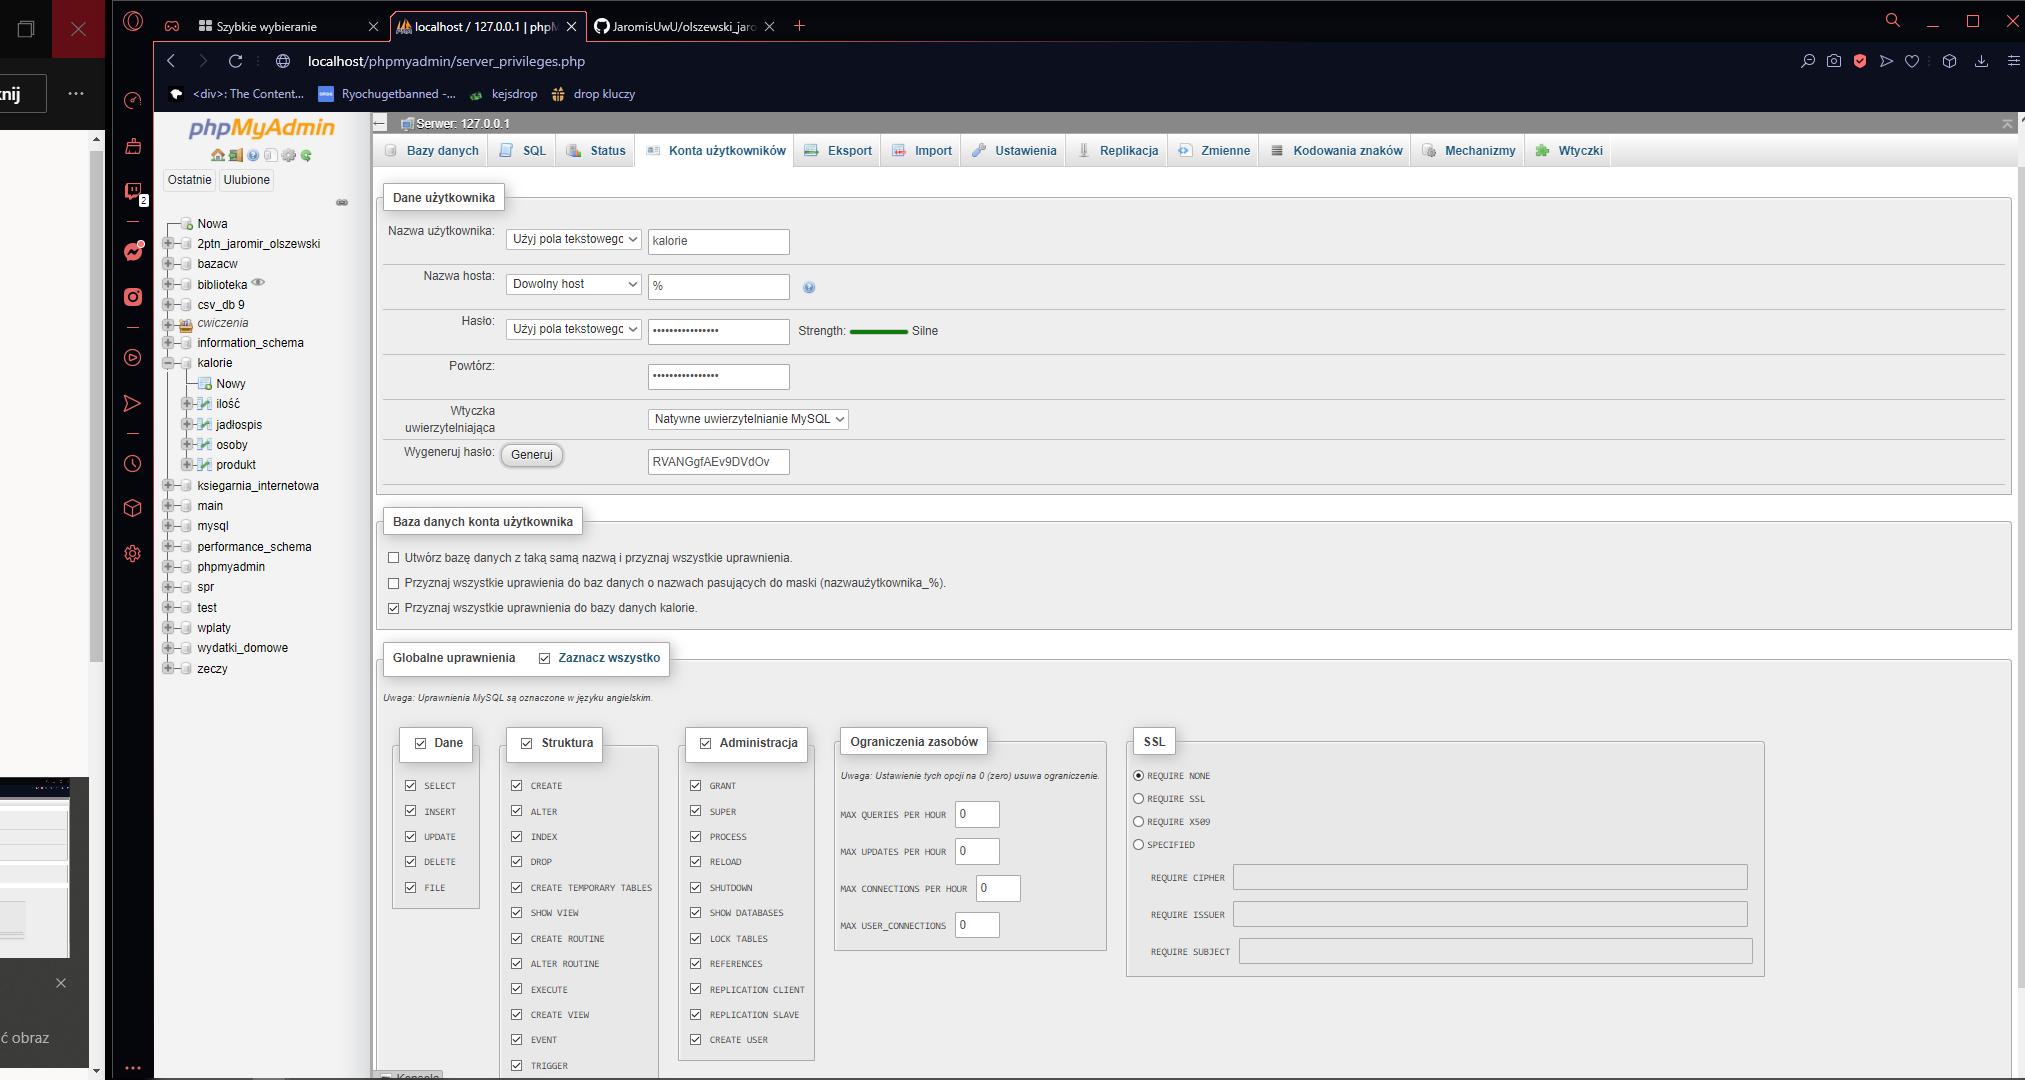 Szybkie wybieranie
localhost / 127.0.0.1 | phpM
JaromisUwU/olszewski_jaro
localhost/phpmyadmin/server_privileges.php
knij
<div>: The Content...
Ryochugetbanned -...
kejsdrop
drop kluczy
phpMyAdmin
Ostatnie
Ulubione
Nowa
2ptn_jaromir_olszewski
bazacw
biblioteka
csv_db 9
cwiczenia
information_schema
kalorie
Nowy
ilość
jadłospis
osoby
produkt
ksiegarnia_internetowa
main
mysql
performance_schema
phpmyadmin
spr
test
wplaty
wydatki_domowe
zeczy
2
ć obraz
Serwer: 127.0.0.1
Bazy danych
SQL
Status
Konta użytkowników
Eksport
Import
Ustawienia
Replikacja
Zmienne
Kodowania znaków
Mechanizmy
Wtyczki
Dane użytkownika
Nazwa użytkownika: Użyj pola tekstowego kalorie
Nazwa hosta: Dowolny host %
Hasło: Użyj pola tekstowego •••••••••••••••• Strength: Silne
Powtórz: ••••••••••••••••
Wtyczka
uwierzytelniająca
Natywne uwierzytelnianie MySQL
Wygeneruj hasło: Generuj RVANGgfAEv9DVdOv
Baza danych konta użytkownika
Utwórz bazę danych z taką samą nazwą i przyznaj wszystkie uprawnienia.
Przyznaj wszystkie uprawienia do baz danych o nazwach pasujących do maski (nazwaużytkownika_%).
Przyznaj wszystkie uprawnienia do bazy danych kalorie.
Globalne uprawnienia Zaznacz wszystko
Uwaga: Uprawnienia MySQL są oznaczone w języku angielskim.
Dane
SELECT
INSERT
UPDATE
DELETE
FILE
Struktura
CREATE
ALTER
INDEX
DROP
CREATE TEMPORARY TABLES
SHOW VIEW
CREATE ROUTINE
ALTER ROUTINE
EXECUTE
CREATE VIEW
EVENT
TRIGGER
Administracja
GRANT
SUPER
PROCESS
RELOAD
SHUTDOWN
SHOW DATABASES
LOCK TABLES
REFERENCES
REPLICATION CLIENT
REPLICATION SLAVE
CREATE USER
Ograniczenia zasobów
Uwaga: Ustawienie tych opcji na 0 (zero) usuwa ograniczenie.
MAX QUERIES PER HOUR 0
MAX UPDATES PER HOUR 0
MAX CONNECTIONS PER HOUR 0
MAX USER_CONNECTIONS 0
SSL
REQUIRE NONE
REQUIRE SSL
REQUIRE X509
SPECIFIED
REQUIRE CIPHER
REQUIRE ISSUER
REQUIRE SUBJECT
Konsola